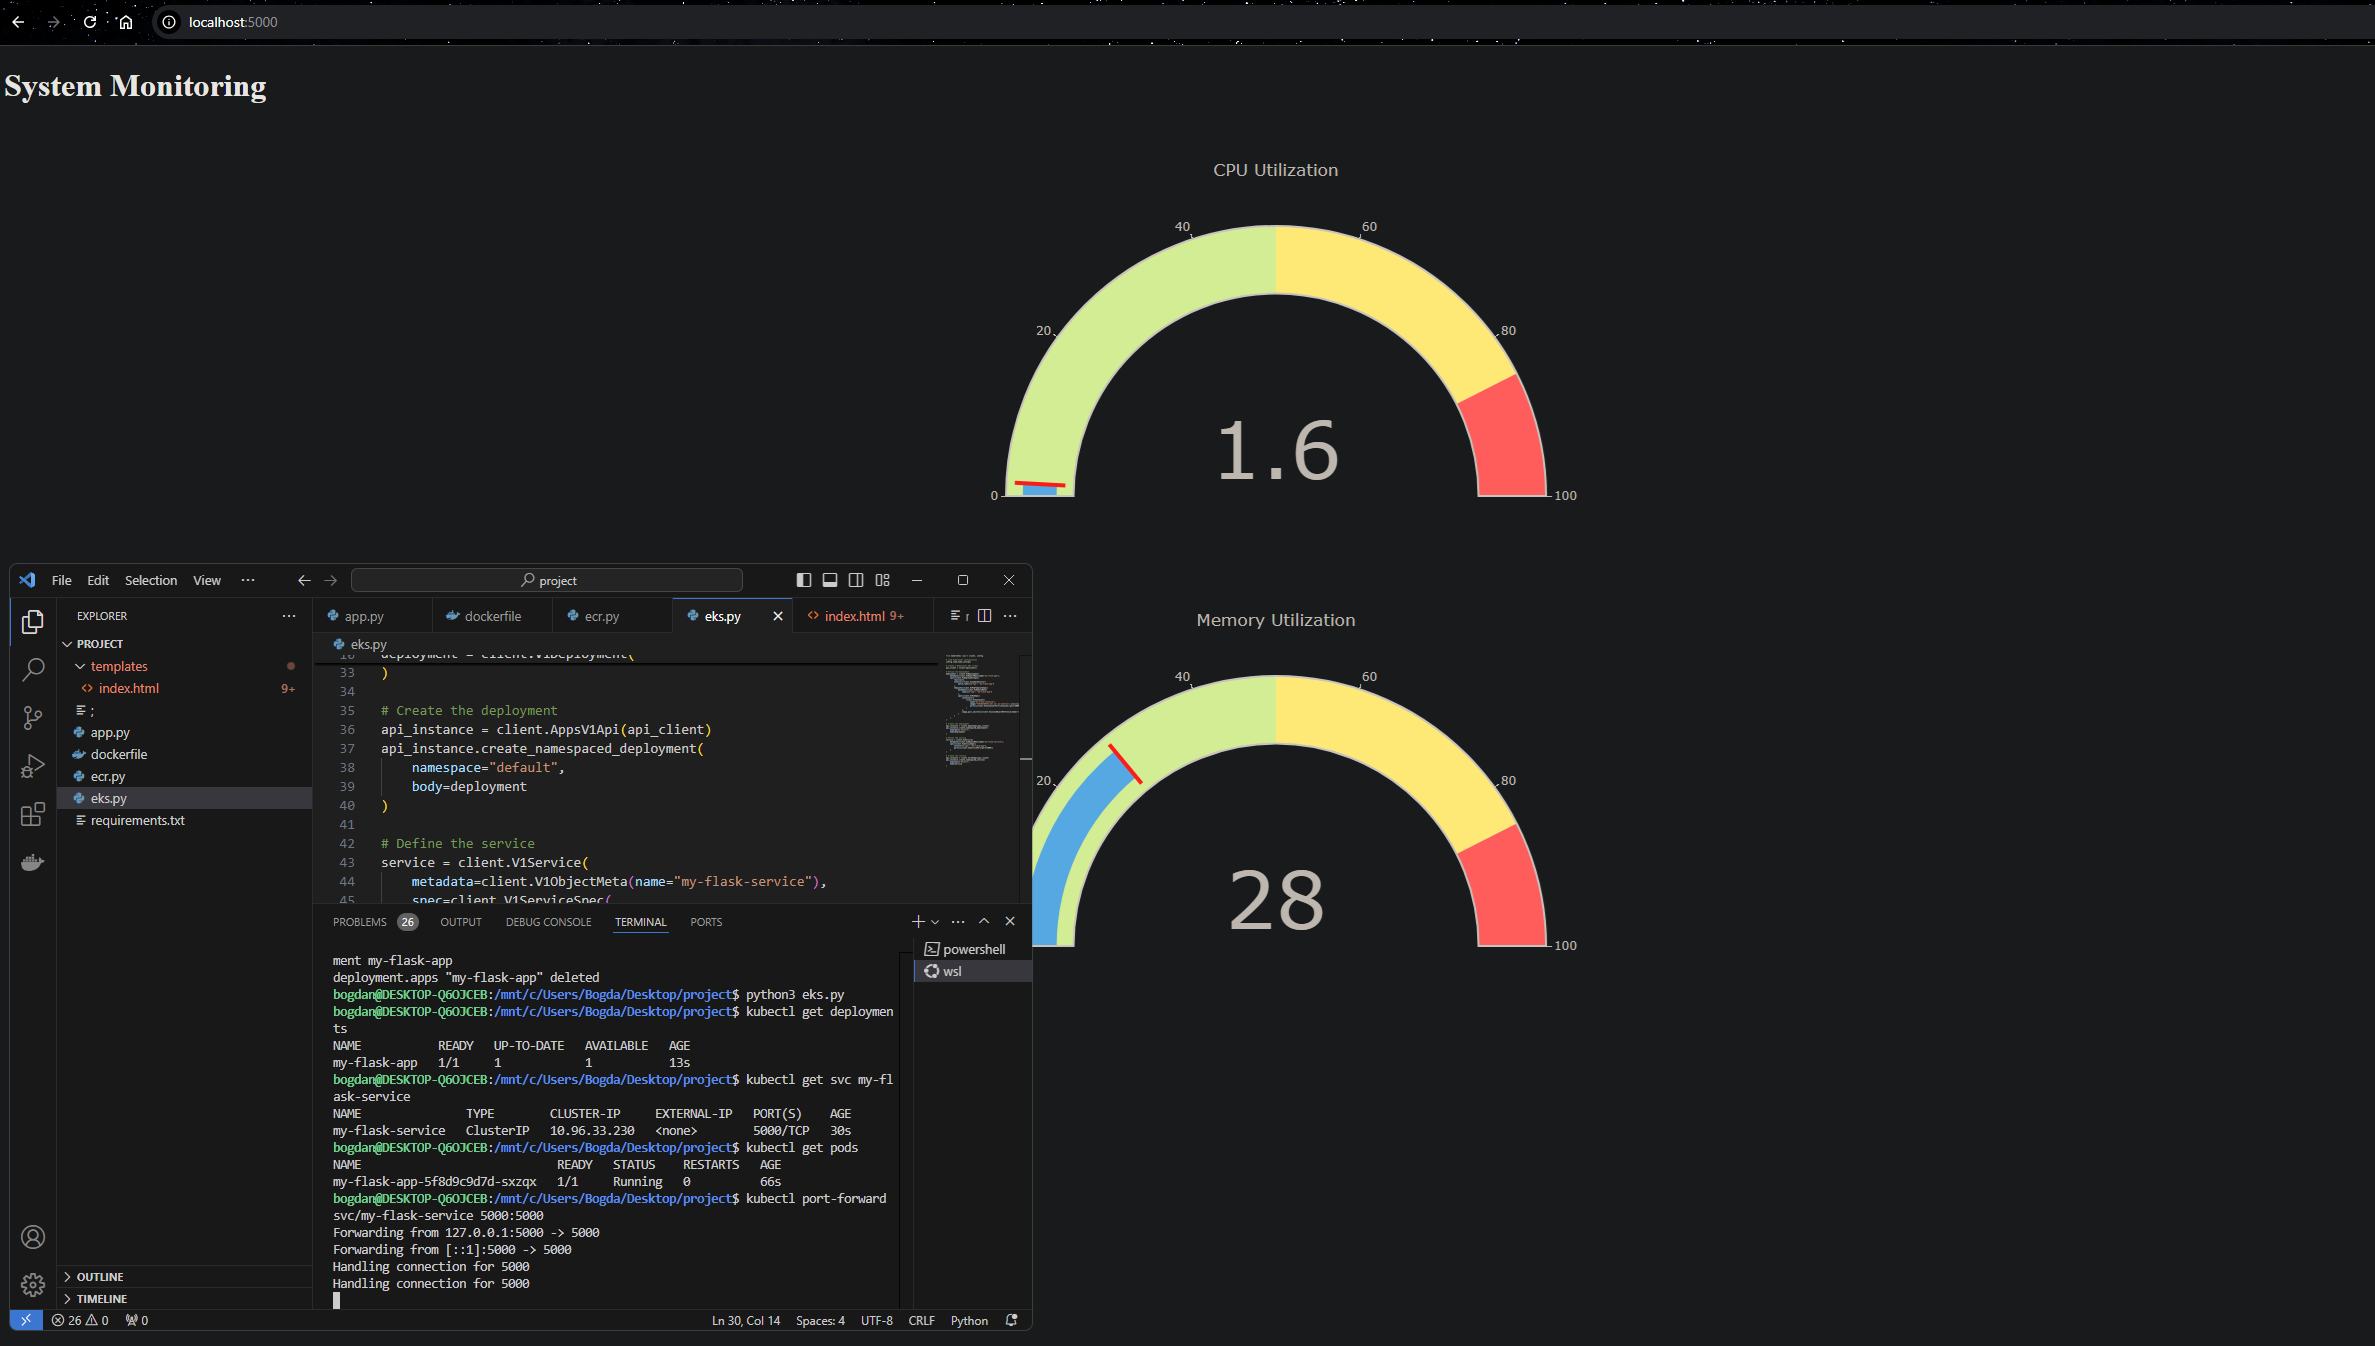 localhost:5000
System Monitoring
CPU Utilization
40
60
20
80
1.6
0
100
Memory Utilization
40
60
20
80
28
100
File Edit Selection View ···
project
EXPLORER
PROJECT
templates
index.html 9+
;
app.py
dockerfile
ecr.py
eks.py
requirements.txt
OUTLINE
TIMELINE
app.py dockerfile ecr.py eks.py index.html 9+ r
eks.py
deployment = client.V1Deployment(
33 )
34
35 # Create the deployment
36 api_instance = client.AppsV1Api(api_client)
37 api_instance.create_namespaced_deployment(
38 namespace="default",
39 body=deployment
40 )
41
42 # Define the service
43 service = client.V1Service(
44 metadata=client.V1ObjectMeta(name="my-flask-service"),
45 spec=client.V1ServiceSpec(
PROBLEMS 26 OUTPUT DEBUG CONSOLE TERMINAL PORTS
powershell
wsl
ment my-flask-app
deployment.apps "my-flask-app" deleted
bogdan@DESKTOP-Q6OJCEB:/mnt/c/Users/Bogda/Desktop/project$ python3 eks.py
bogdan@DESKTOP-Q6OJCEB:/mnt/c/Users/Bogda/Desktop/project$ kubectl get deploymen
ts
NAME READY UP-TO-DATE AVAILABLE AGE
my-flask-app 1/1 1 1 13s
bogdan@DESKTOP-Q6OJCEB:/mnt/c/Users/Bogda/Desktop/project$ kubectl get svc my-fl
ask-service
NAME TYPE CLUSTER-IP EXTERNAL-IP PORT(S) AGE
my-flask-service ClusterIP 10.96.33.230 <none> 5000/TCP 30s
bogdan@DESKTOP-Q6OJCEB:/mnt/c/Users/Bogda/Desktop/project$ kubectl get pods
NAME READY STATUS RESTARTS AGE
my-flask-app-5f8d9c9d7d-sxzqx 1/1 Running 0 66s
bogdan@DESKTOP-Q6OJCEB:/mnt/c/Users/Bogda/Desktop/project$ kubectl port-forward
svc/my-flask-service 5000:5000
Forwarding from 127.0.0.1:5000 -> 5000
Forwarding from [::1]:5000 -> 5000
Handling connection for 5000
Handling connection for 5000
26 0 0
Ln 30, Col 14 Spaces: 4 UTF-8 CRLF Python